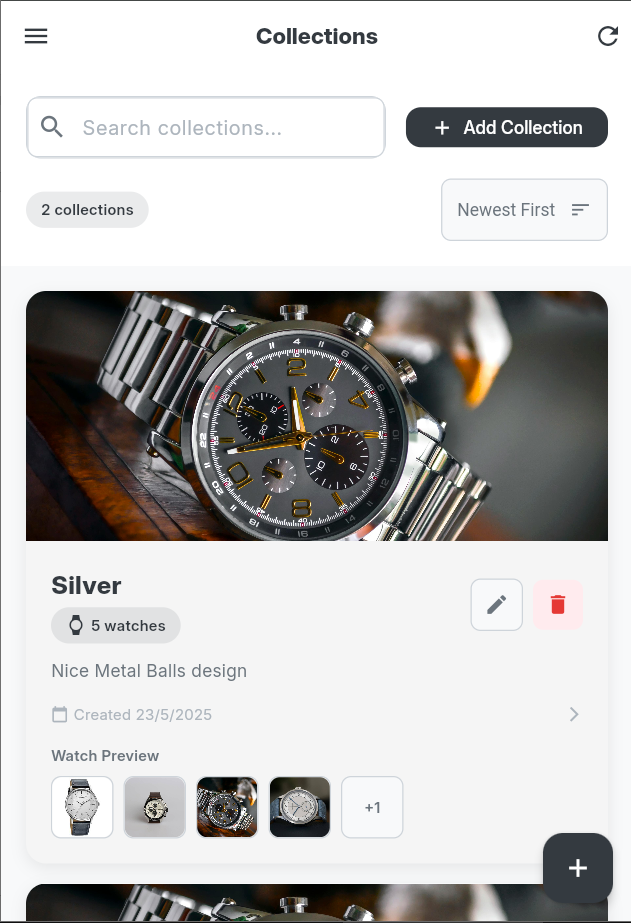 Collections
Search collections...
+ Add Collection
2 collections
Newest First
Silver
5 watches
Nice Metal Balls design
Created 23/5/2025
Watch Preview
+1
+